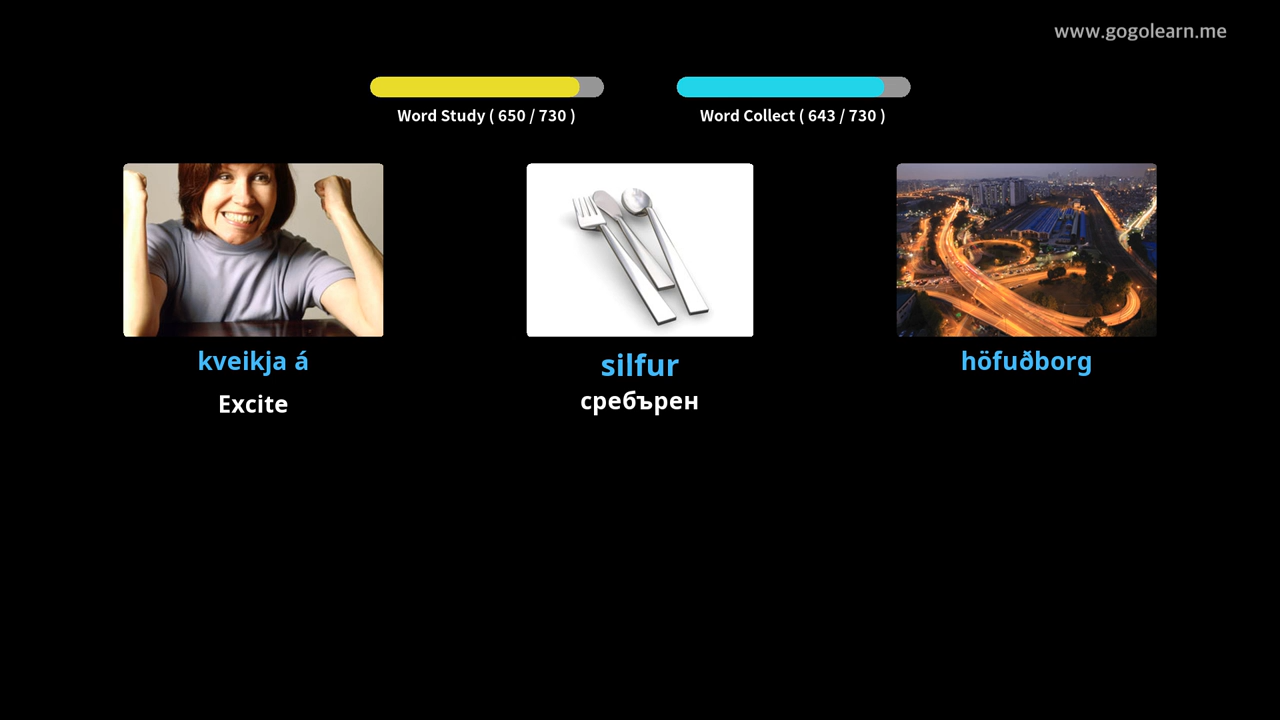 www.gogolearn.me
Word Study ( 650 / 730 )
Word Collect ( 643 / 730 )
kveikja á
Excite
silfur
сребърен
höfuðborg